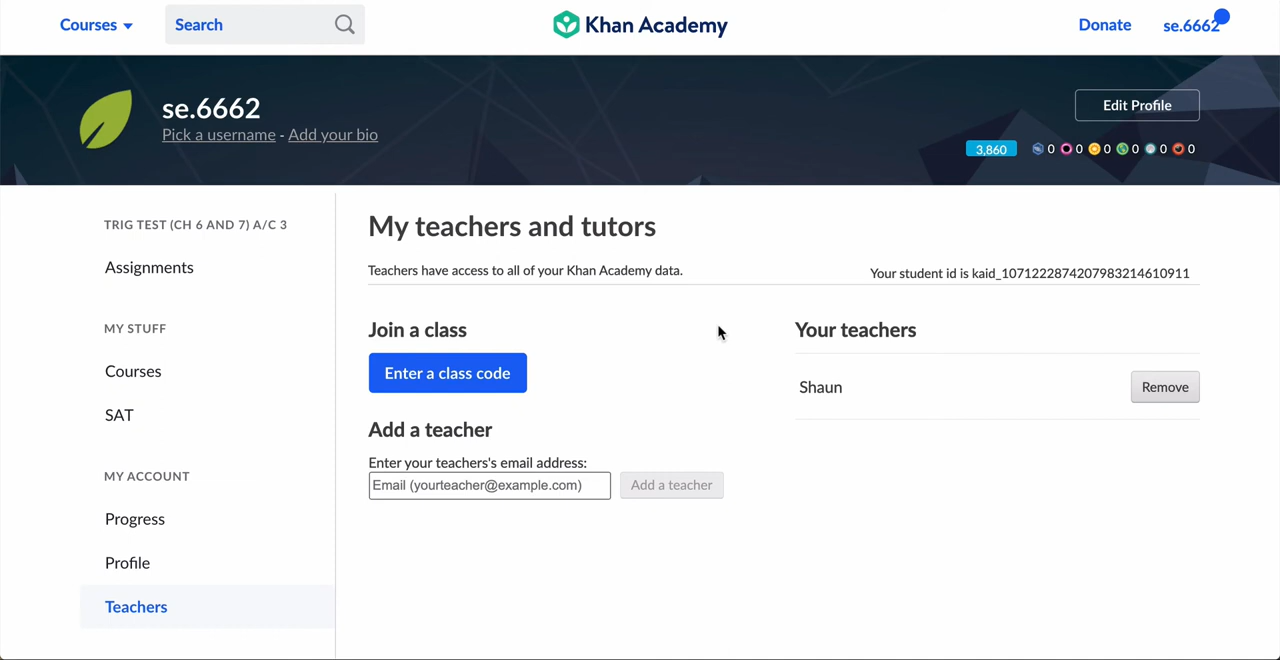 Courses
Search
Khan Academy
Donate
se.6662
se.6662
Pick a username - Add your bio
Edit Profile
3,860
0 0 0 0 0 0
TRIG TEST (CH 6 AND 7) A/C 3
Assignments
MY STUFF
Courses
SAT
MY ACCOUNT
Progress
Profile
Teachers
My teachers and tutors
Teachers have access to all of your Khan Academy data.
Your student id is kaid_1071222874207983214610911
Join a class
Enter a class code
Add a teacher
Enter your teachers's email address:
Email (yourteacher@example.com)
Add a teacher
Your teachers
Shaun
Remove